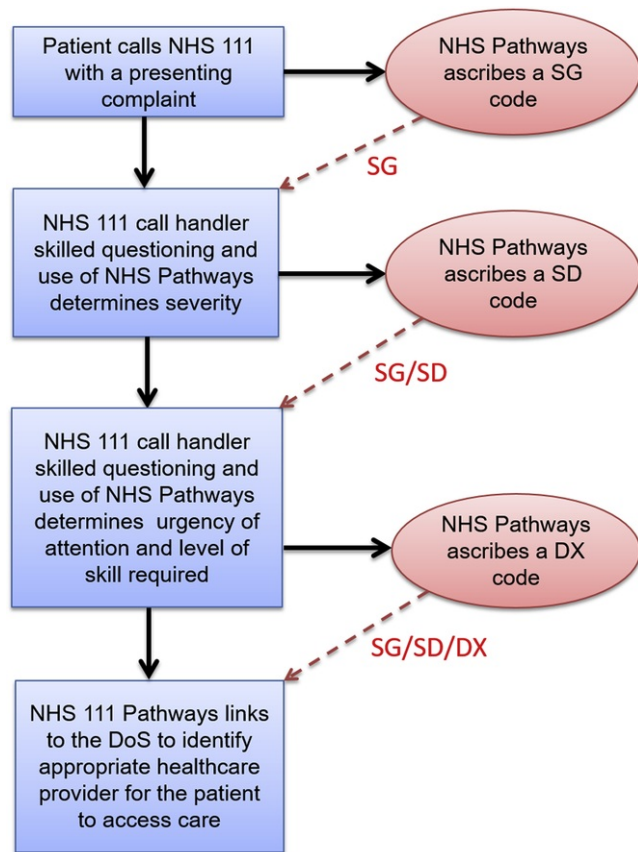 Patient calls NHS 111
with a presenting
complaint
NHS Pathways
ascribes a SG
code
SG
NHS 111 call handler
skilled questioning and
use of NHS Pathways
determines severity
NHS Pathways
ascribes a SD
code
SG/SD
NHS 111 call handler
skilled questioning and
use of NHS Pathways
determines  urgency of
attention and level of
skill required
NHS Pathways
ascribes a DX
code
SG/SD/DX
NHS 111 Pathways links
to the DoS to identify
appropriate healthcare
provider for the patient
to access care